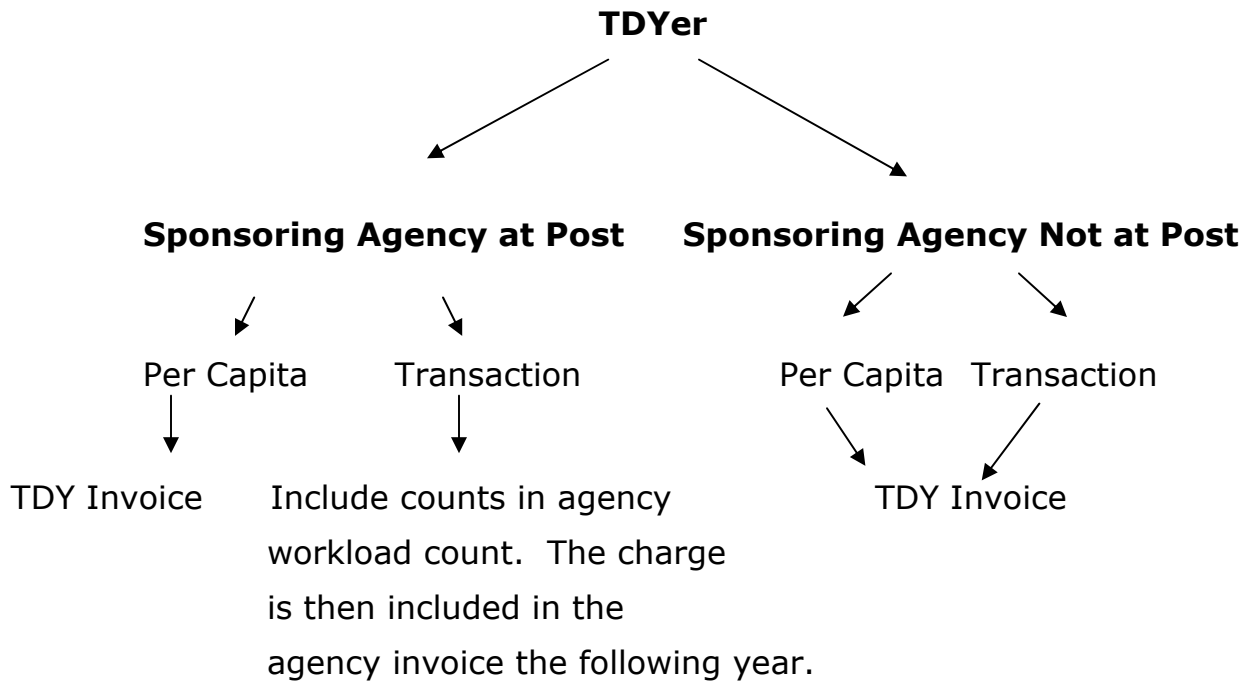 TDYer
Sponsoring Agency at Post Sponsoring Agency Not at Post
Per Capita Transaction Per Capita Transaction
TDY Invoice Include counts in agency TDY Invoice
workload count. The charge
is then included in the
agency invoice the following year.